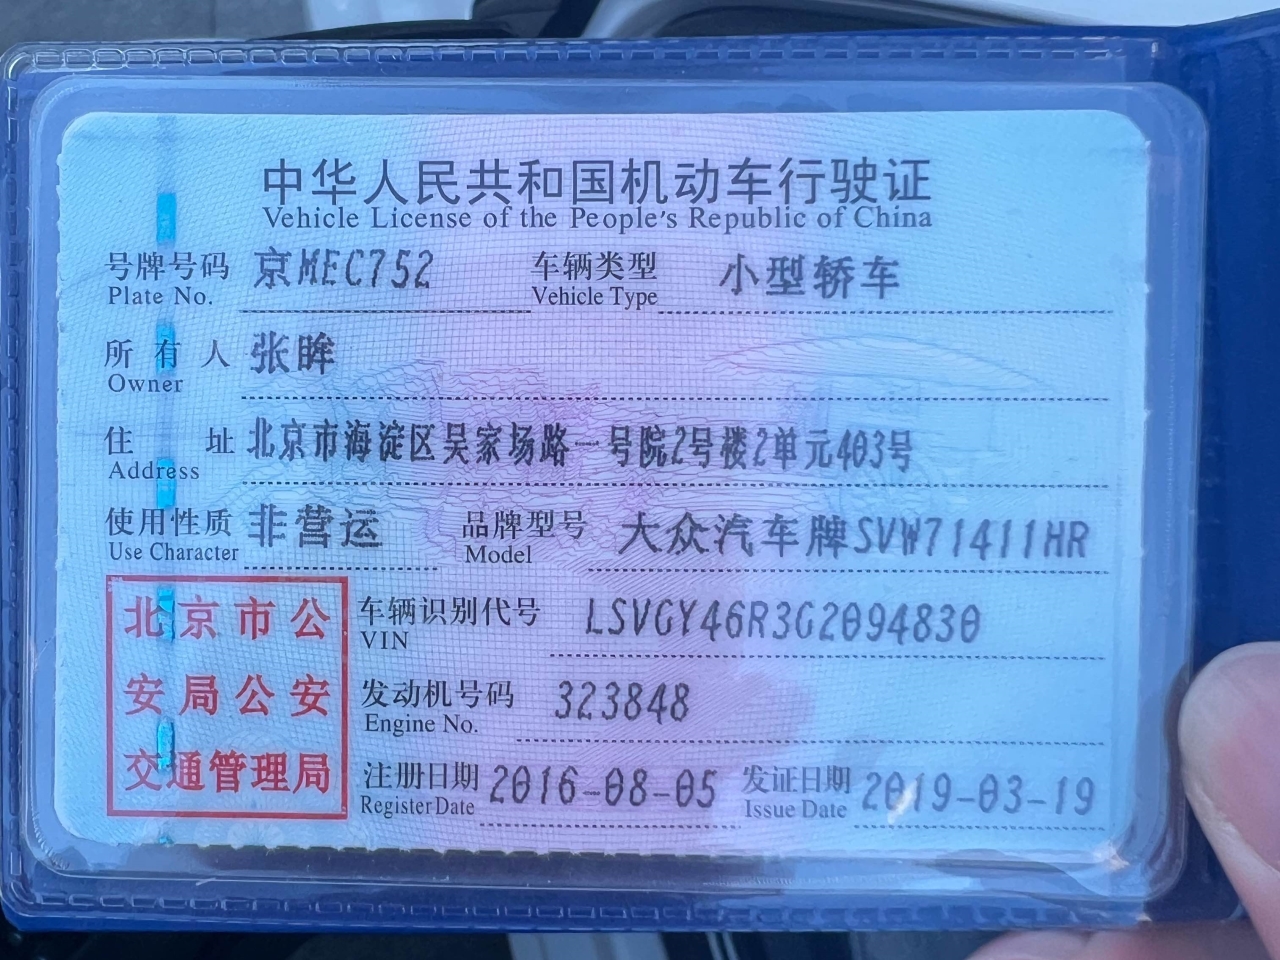 中华人民共和国机动车行驶证
Vehicle License of the People's Republic of China
号牌号码 京MEC752 车辆类型 小型轿车
Plate No. Vehicle Type
所有人 张眸
Owner
住址 北京市海淀区吴家场路一号院2号楼2单元403号
Address
使用性质 非营运 品牌型号 大众汽车牌SVW71411HR
Use Character Model
北京市公
安局公安
交通管理局
车辆识别代号 LSVGY46R3G2094830
VIN
发动机号码 323848
Engine No.
注册日期 2016-08-05 发证日期 2019-03-19
Register Date Issue Date